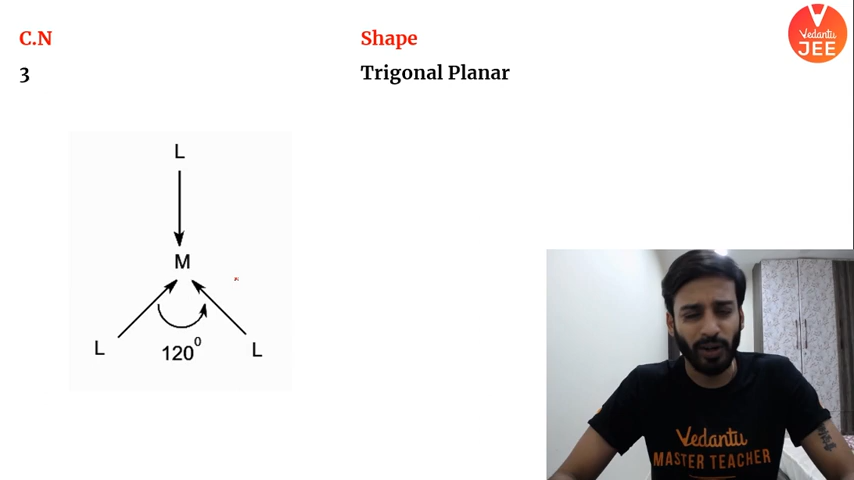 C.N
Shape
Vedantu
JEE
3
Trigonal Planar
L
M
L
L
120⁰
Vedantu
MASTER TEACHER